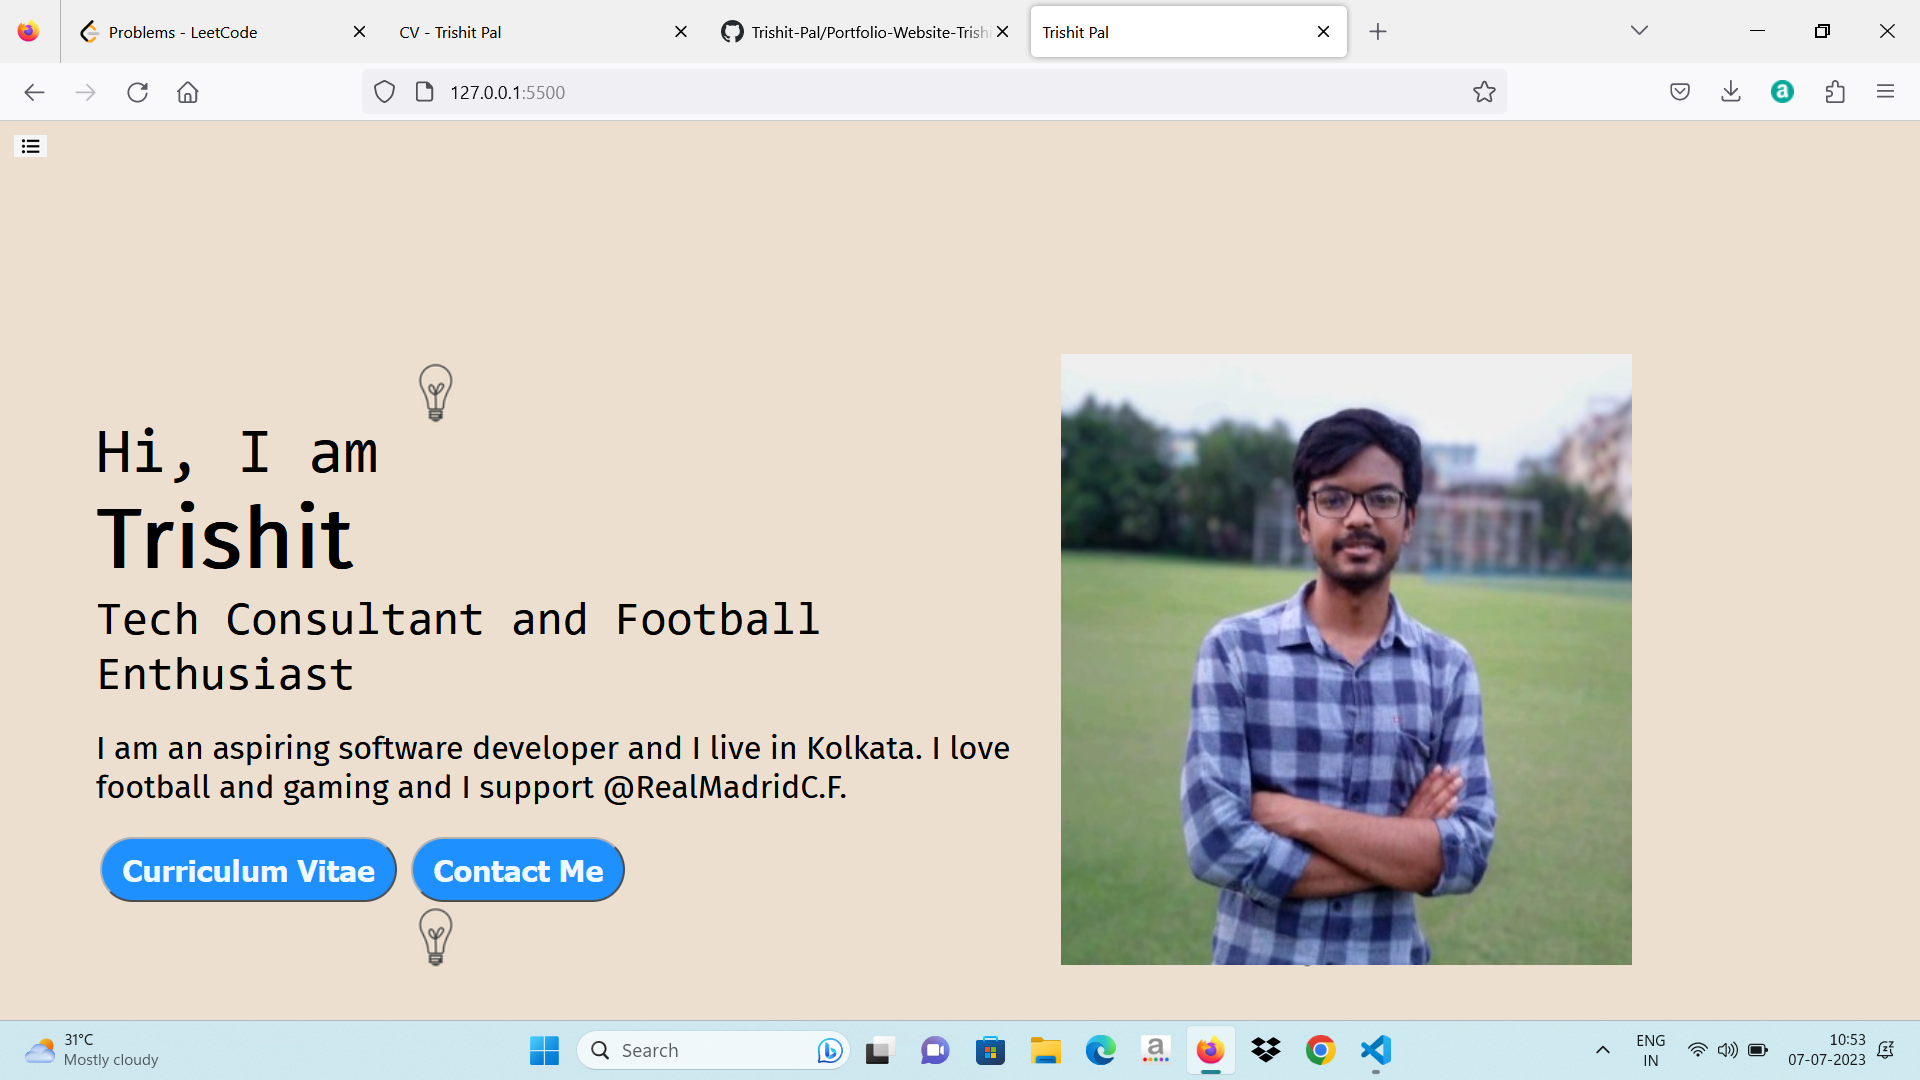 Problems - LeetCode
CV - Trishit Pal
Trishit-Pal/Portfolio-Website-Trishi
Trishit Pal
127.0.0.1:5500
Hi, I am
Trishit
Tech Consultant and Football
Enthusiast
I am an aspiring software developer and I live in Kolkata. I love
football and gaming and I support @RealMadridC.F.
Curriculum Vitae
Contact Me
31°C
Mostly cloudy
Search
ENG
IN
10:53
07-07-2023